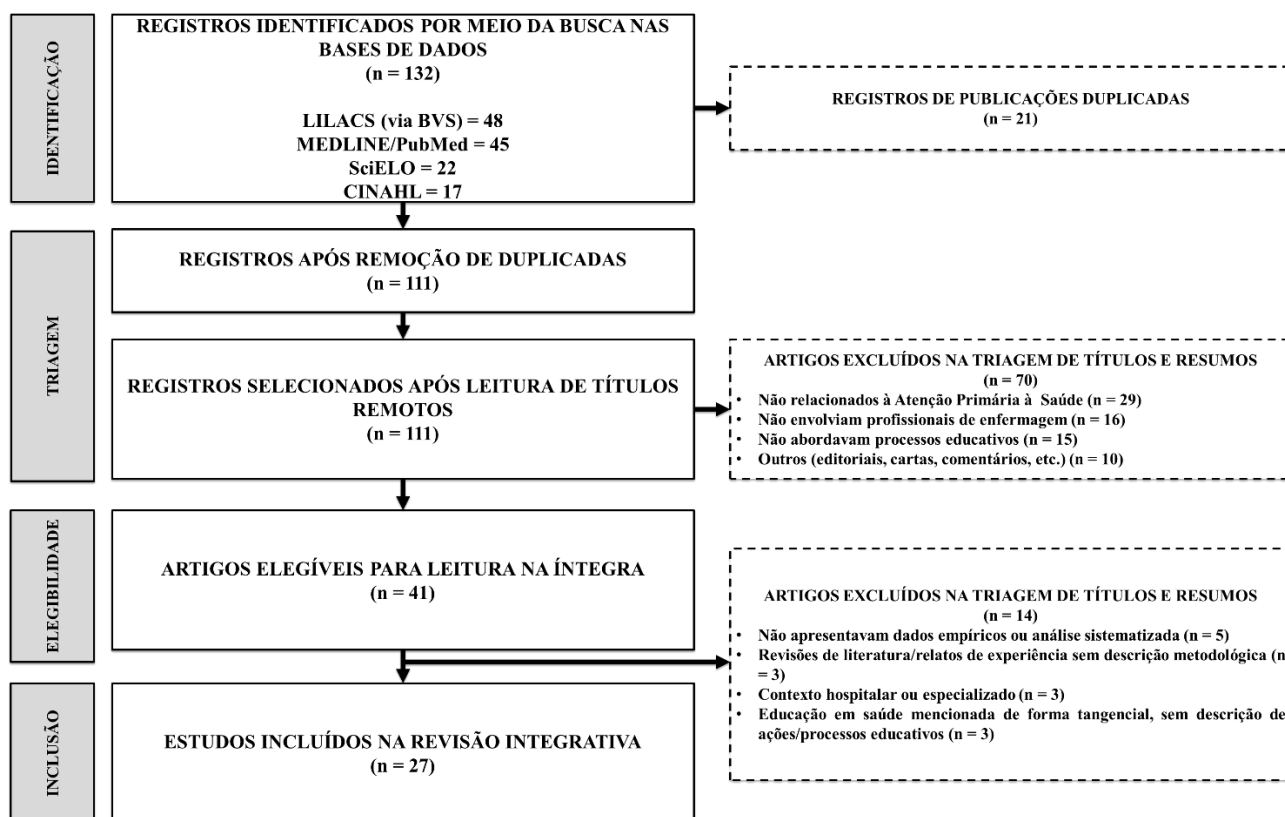 IDENTIFICAÇÃO
REGISTROS IDENTIFICADOS POR MEIO DA BUSCA NAS
BASES DE DADOS
(n = 132)
LILACS (via BVS) = 48
MEDLINE/PubMed = 45
SciELO = 22
CINAHL = 17
REGISTROS DE PUBLICAÇÕES DUPLICADAS
(n = 21)
TRIAGEM
REGISTROS APÓS REMOÇÃO DE DUPLICADAS
(n = 111)
REGISTROS SELECIONADOS APÓS LEITURA DE TÍTULOS
REMOTOS
(n = 111)
ARTIGOS EXCLUÍDOS NA TRIAGEM DE TÍTULOS E RESUMOS
(n = 70)
• Não relacionados à Atenção Primária à Saúde (n = 29)
• Não envolviam profissionais de enfermagem (n = 16)
• Não abordavam processos educativos (n = 15)
• Outros (editoriais, cartas, comentários, etc.) (n = 10)
ELEGIBILIDADE
ARTIGOS ELEGÍVEIS PARA LEITURA NA ÍNTEGRA
(n = 41)
ARTIGOS EXCLUÍDOS NA TRIAGEM DE TÍTULOS E RESUMOS
(n = 14)
• Não apresentavam dados empíricos ou análise sistematizada (n = 5)
• Revisões de literatura/relatos de experiência sem descrição metodológica (n
= 3)
• Contexto hospitalar ou especializado (n = 3)
• Educação em saúde mencionada de forma tangencial, sem descrição de
ações/processos educativos (n = 3)
INCLUSÃO
ESTUDOS INCLUÍDOS NA REVISÃO INTEGRATIVA
(n = 27)